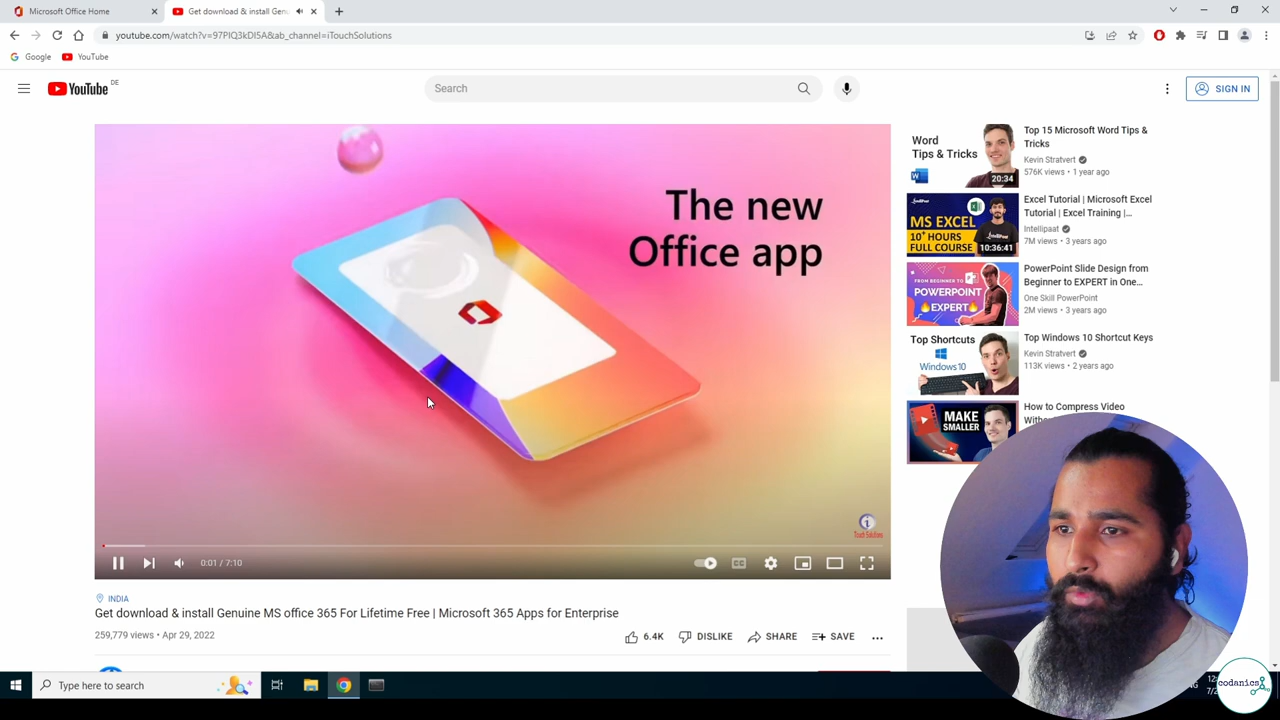 Microsoft Office Home
Get download & install Genu
youtube.com/watch?v=97PIQ3kDI5A&ab_channel=iTouchSolutions
Google
YouTube
YouTube
DE
Search
SIGN IN
The new
Office app
Touch Solutions
0:01 / 7:10
CC
INDIA
Get download & install Genuine MS office 365 For Lifetime Free | Microsoft 365 Apps for Enterprise
259,779 views • Apr 29, 2022
6.4K
DISLIKE
SHARE
SAVE
Word
Tips & Tricks
20:34
Top 15 Microsoft Word Tips &
Tricks
Kevin Stratvert
576K views • 1 year ago
MS EXCEL
10+ HOURS
FULL COURSE
10:36:41
Excel Tutorial | Microsoft Excel
Tutorial | Excel Training |...
Intellipaat
7M views • 3 years ago
FROM BEGINNER TO
POWERPOINT
EXPERT
PowerPoint Slide Design from
Beginner to EXPERT in One...
One Skill PowerPoint
2M views • 3 years ago
Top Shortcuts
Windows 10
Top Windows 10 Shortcut Keys
Kevin Stratvert
113K views • 2 years ago
MAKE
SMALLER
How to Compress Video
Type here to search
codanics